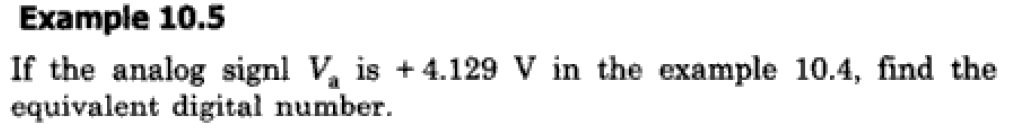 Example 10.5
If the analog signl Vₐ is + 4.129 V in the example 10.4, find the
equivalent digital number.